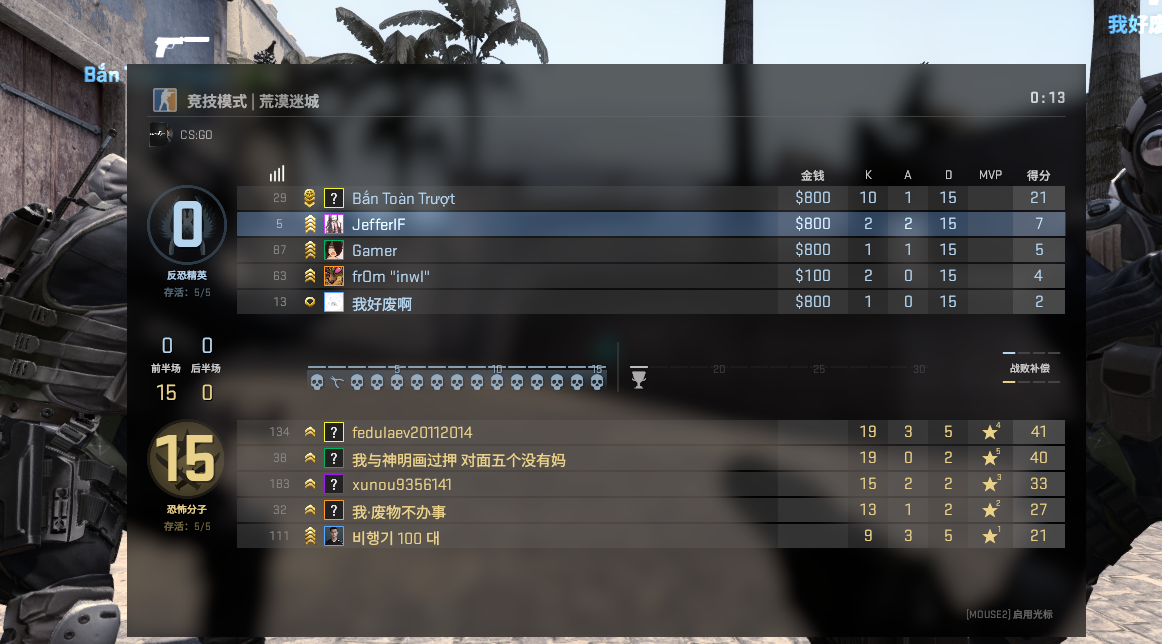 我好废
Bắn
竞技模式 | 荒漠迷城
0:13
CS:GO
金钱 K A D MVP 得分
29 ? Bắn Toàn Trượt $800 10 1 15 21
5 JefferIF $800 2 2 15 7
87 Gamer $800 1 1 15 5
63 fr0m "inwl" $100 2 0 15 4
13 我好废啊 $800 1 0 15 2
0
反恐精英
存活: 5/5
0 0
前半场 后半场
15 0
5 10 15 20 25 30
战败补偿
15
恐怖分子
存活: 5/5
134 ? fedulaev20112014 19 3 5 ★4 41
38 ? 我与神明画过押 对面五个没有妈 19 0 2 ★5 40
183 ? xunou9356141 15 2 2 ★3 33
32 ? 我·废物不办事 13 1 2 ★2 27
111 비행기 100 대 9 3 5 ★1 21
[MOUSE2] 启用光标